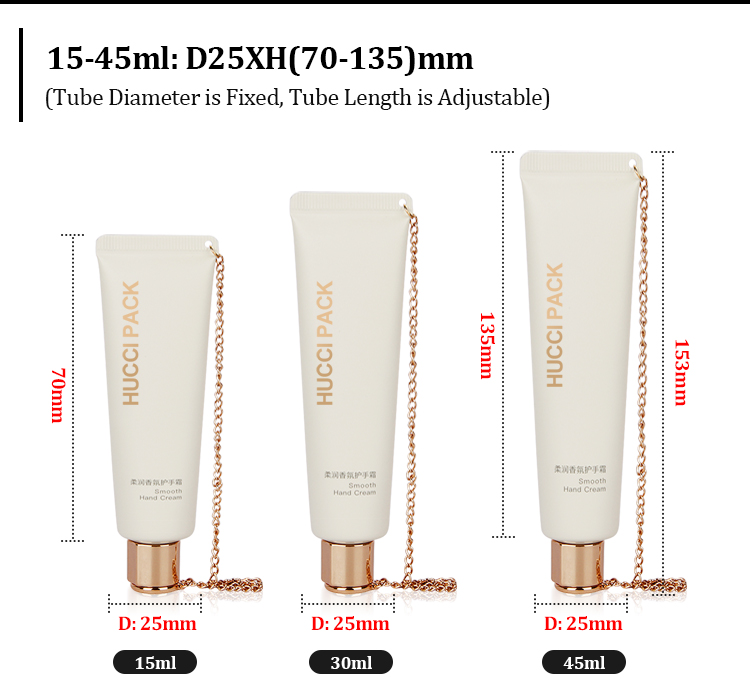 15-45ml: D25XH(70-135)mm
(Tube Diameter is Fixed, Tube Length is Adjustable)
70mm
HUCCI PACK
柔润香氛护手霜
Smooth
Hand Cream
D: 25mm
15ml
HUCCI PACK
柔润香氛护手霜
Smooth
Hand Cream
D: 25mm
30ml
135mm
HUCCI PACK
柔润香氛护手霜
Smooth
Hand Cream
153mm
D: 25mm
45ml